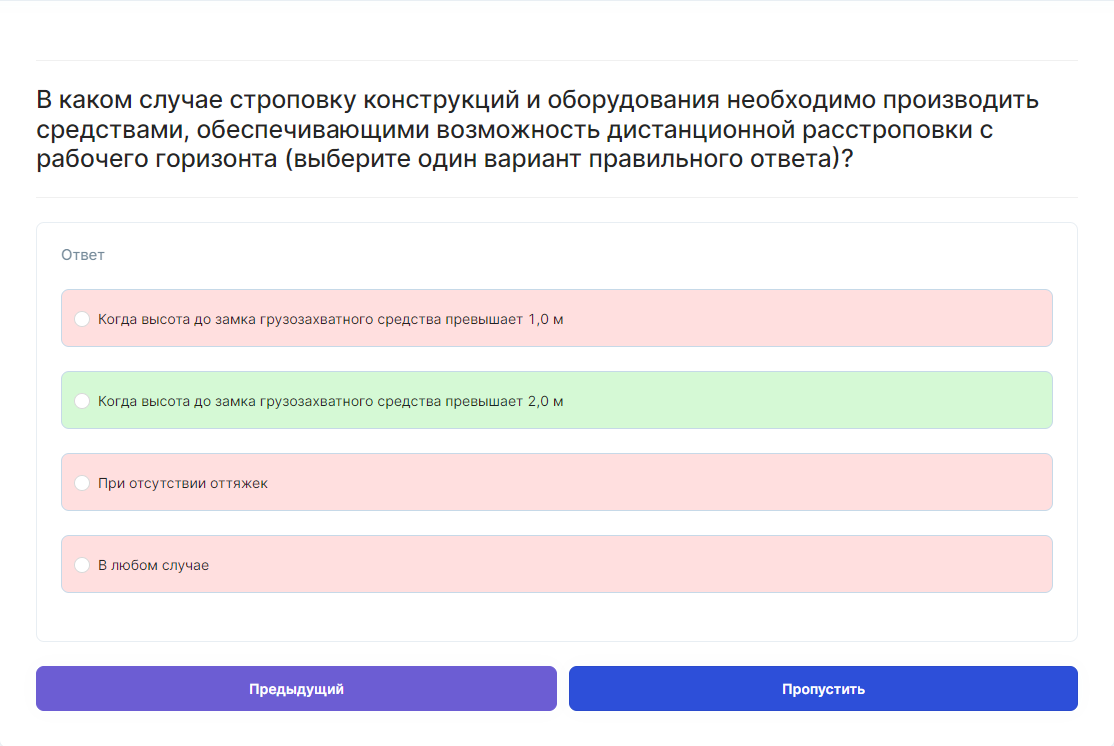 В каком случае строповку конструкций и оборудования необходимо производить
средствами, обеспечивающими возможность дистанционной расстроповки с
рабочего горизонта (выберите один вариант правильного ответа)?
Ответ
Когда высота до замка грузозахватного средства превышает 1,0 м
Когда высота до замка грузозахватного средства превышает 2,0 м
При отсутствии оттяжек
В любом случае
Предыдущий
Пропустить